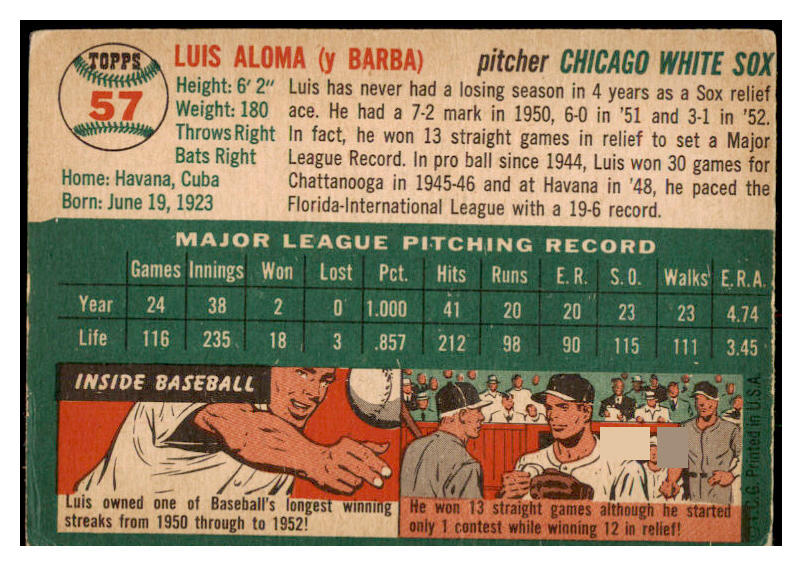 TOPPS
57
LUIS ALOMA (y BARBA) pitcher CHICAGO WHITE SOX
Height: 6' 2"
Weight: 180
Throws Right
Bats Right
Home: Havana, Cuba
Born: June 19, 1923
Luis has never had a losing season in 4 years as a Sox relief
ace. He had a 7-2 mark in 1950, 6-0 in '51 and 3-1 in '52.
In fact, he won 13 straight games in relief to set a Major
League Record. In pro ball since 1944, Luis won 30 games for
Chattanooga in 1945-46 and at Havana in '48, he paced the
Florida-International League with a 19-6 record.
MAJOR LEAGUE PITCHING RECORD
Games Innings Won Lost Pct. Hits Runs E.R. S.O. Walks E.R.A.
Year 24 38 2 0 1.000 41 20 20 23 23 4.74
Life 116 235 18 3 .857 212 98 90 115 111 3.45
INSIDE BASEBALL
Luis owned one of Baseball's longest winning
streaks from 1950 through to 1952!
He won 13 straight games although he started
only 1 contest while winning 12 in relief!
T.C.G. Printed in U.S.A.